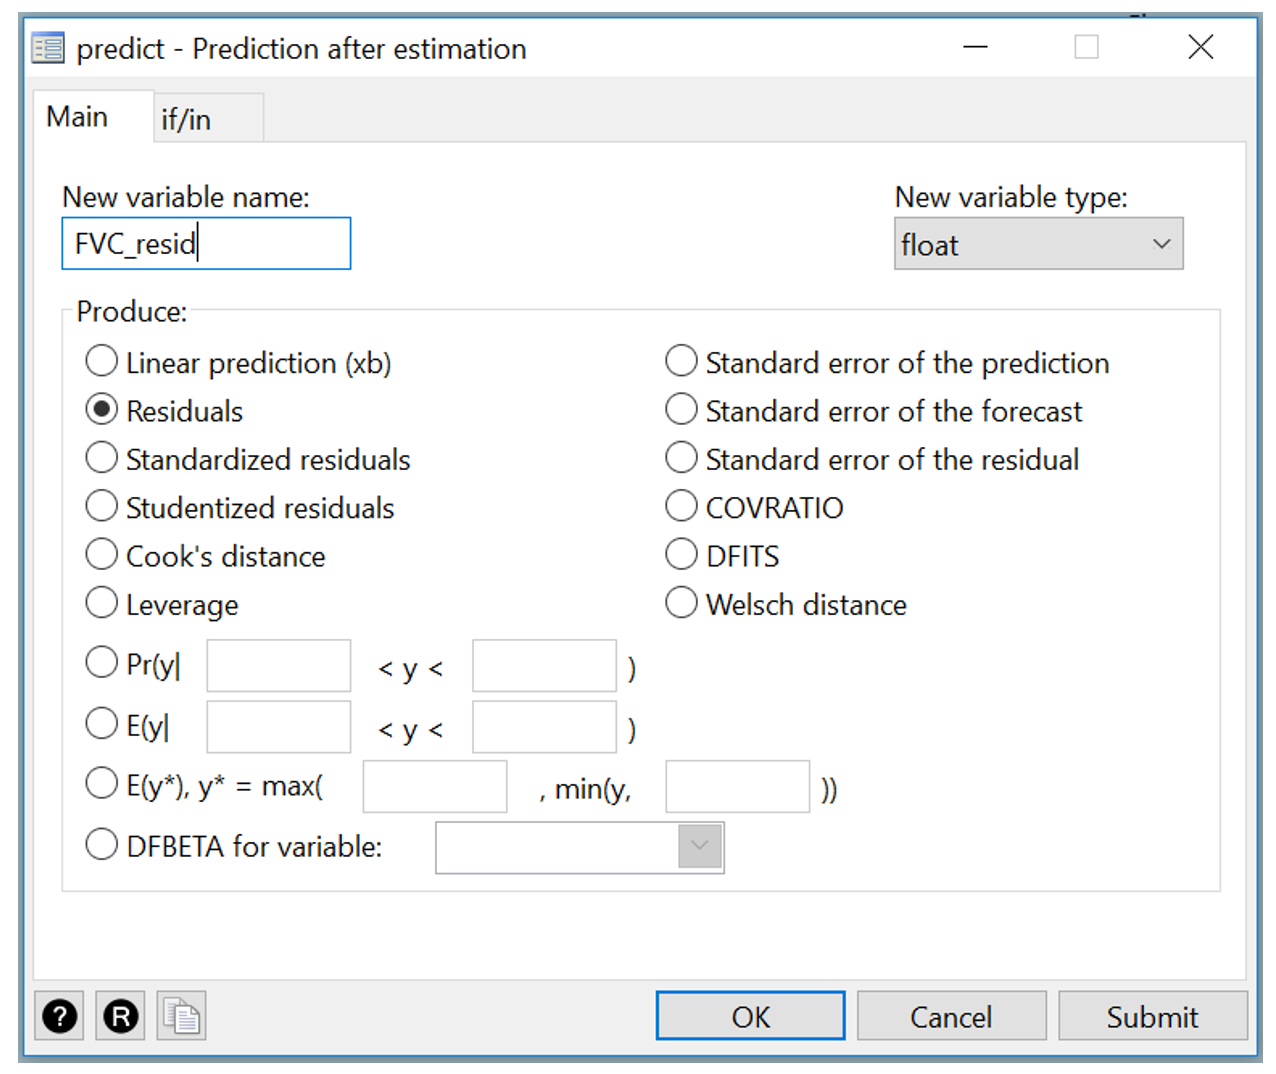 predict - Prediction after estimation
Main
if/in
New variable name:
New variable type:
FVC_resid
float
Produce:
Linear prediction (xb)
Standard error of the prediction
Residuals
Standard error of the forecast
Standardized residuals
Standard error of the residual
Studentized residuals
COVRATIO
Cook's distance
DFITS
Leverage
Welsch distance
Pr(y| < y < )
E(y| < y < )
E(y*), y* = max( , min(y, ))
DFBETA for variable:
? R
OK
Cancel
Submit